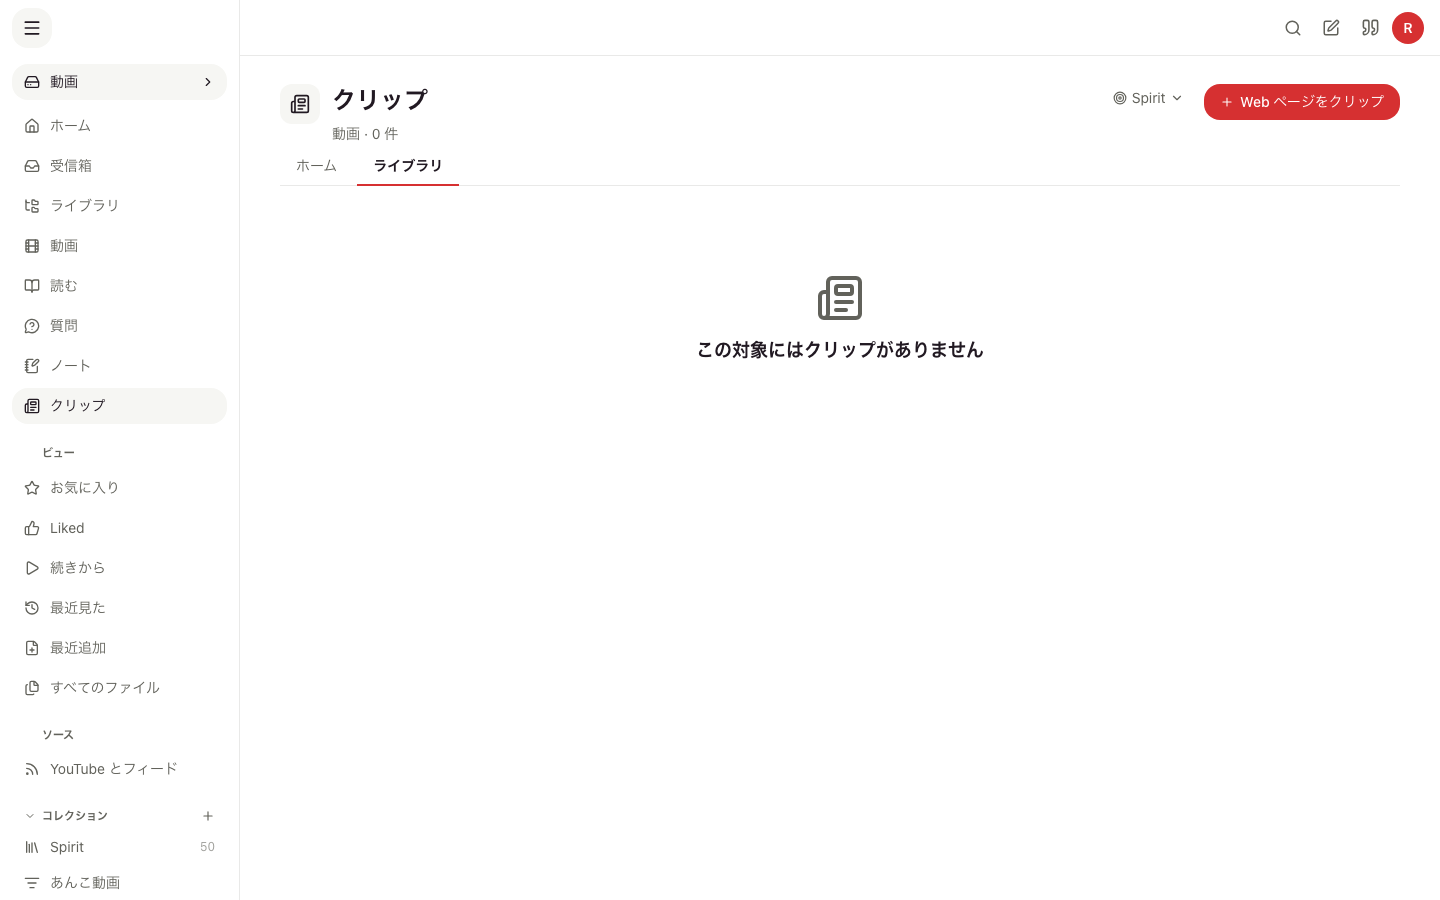 動画
ホーム
受信箱
ライブラリ
動画
読む
質問
ノート
クリップ
ビュー
お気に入り
Liked
続きから
最近見た
最近追加
すべてのファイル
ソース
YouTube とフィード
コレクション
Spirit 50
あんこ動画
R
クリップ
動画 · 0 件
Spirit
Web ページをクリップ
ホーム ライブラリ
この対象にはクリップがありません